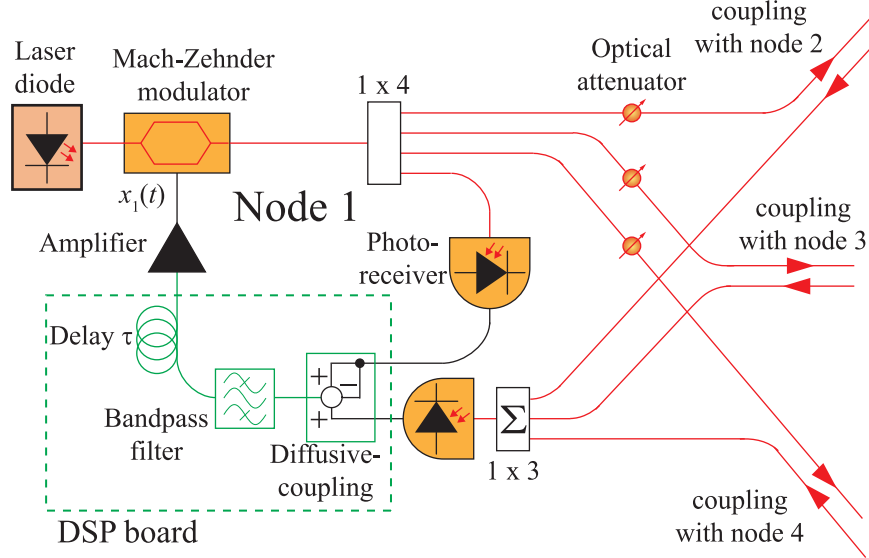 Laser
diode
Mach-Zehnder
modulator
1 x 4
Optical
attenuator
coupling
with node 2
x₁(t)
Node 1
Amplifier
Photo-
receiver
coupling
with node 3
Delay τ
+
−
+
Bandpass
filter
Diffusive-
coupling
Σ
1 x 3
DSP board
coupling
with node 4